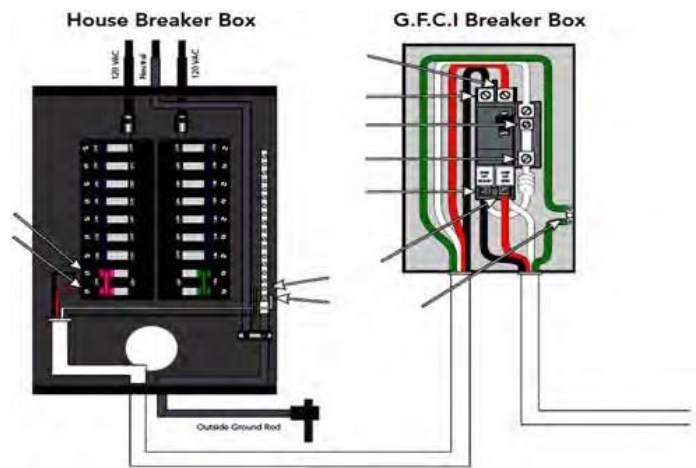 House Breaker Box
G.F.C.I Breaker Box
120 VAC
Neutral
120 VAC
Outside Ground Rod